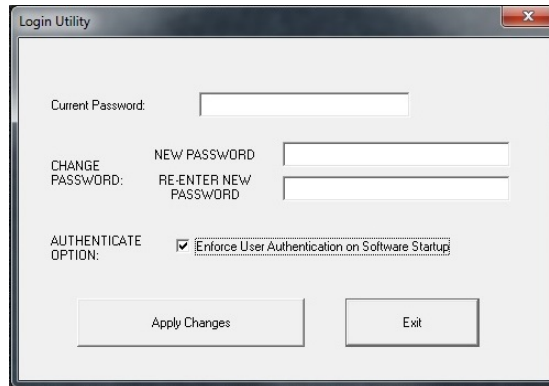 Login Utility
Current Password:
CHANGE
PASSWORD:
NEW PASSWORD
RE-ENTER NEW
PASSWORD
AUTHENTICATE
OPTION:
Enforce User Authentication on Software Startup
Apply Changes
Exit